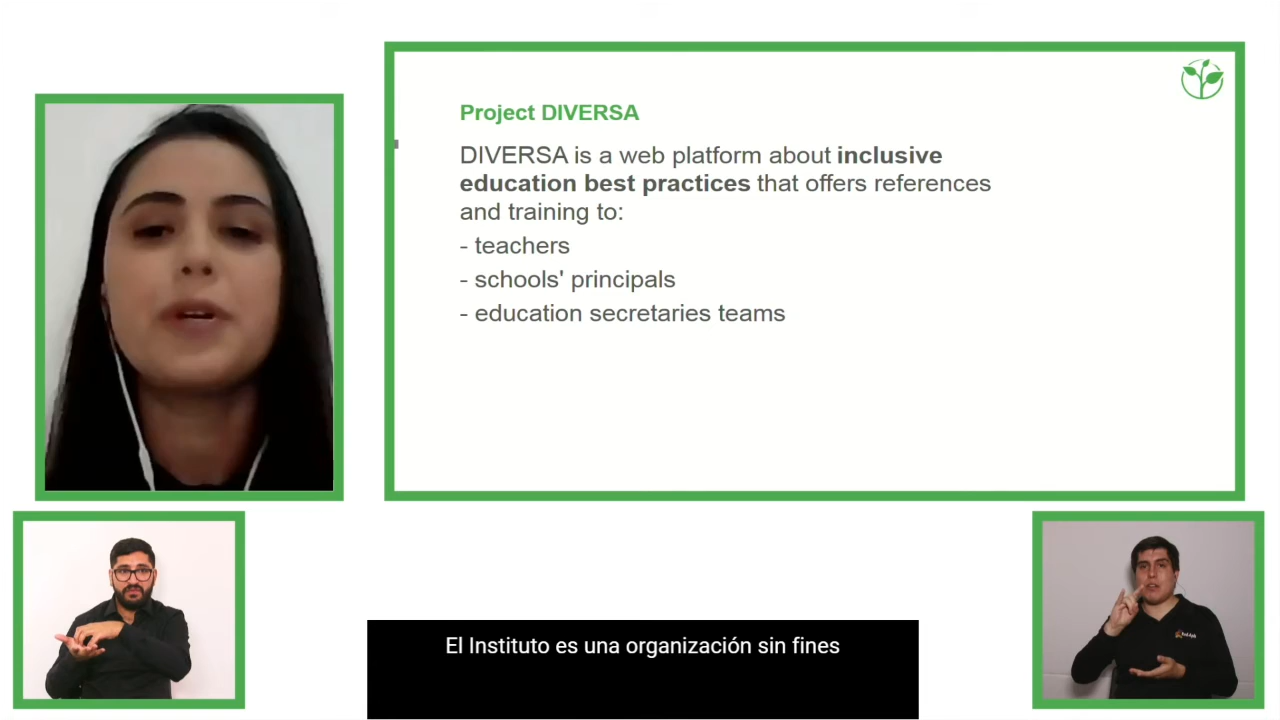 Project DIVERSA
DIVERSA is a web platform about inclusive
education best practices that offers references
and training to:
- teachers
- schools' principals
- education secretaries teams
El Instituto es una organización sin fines